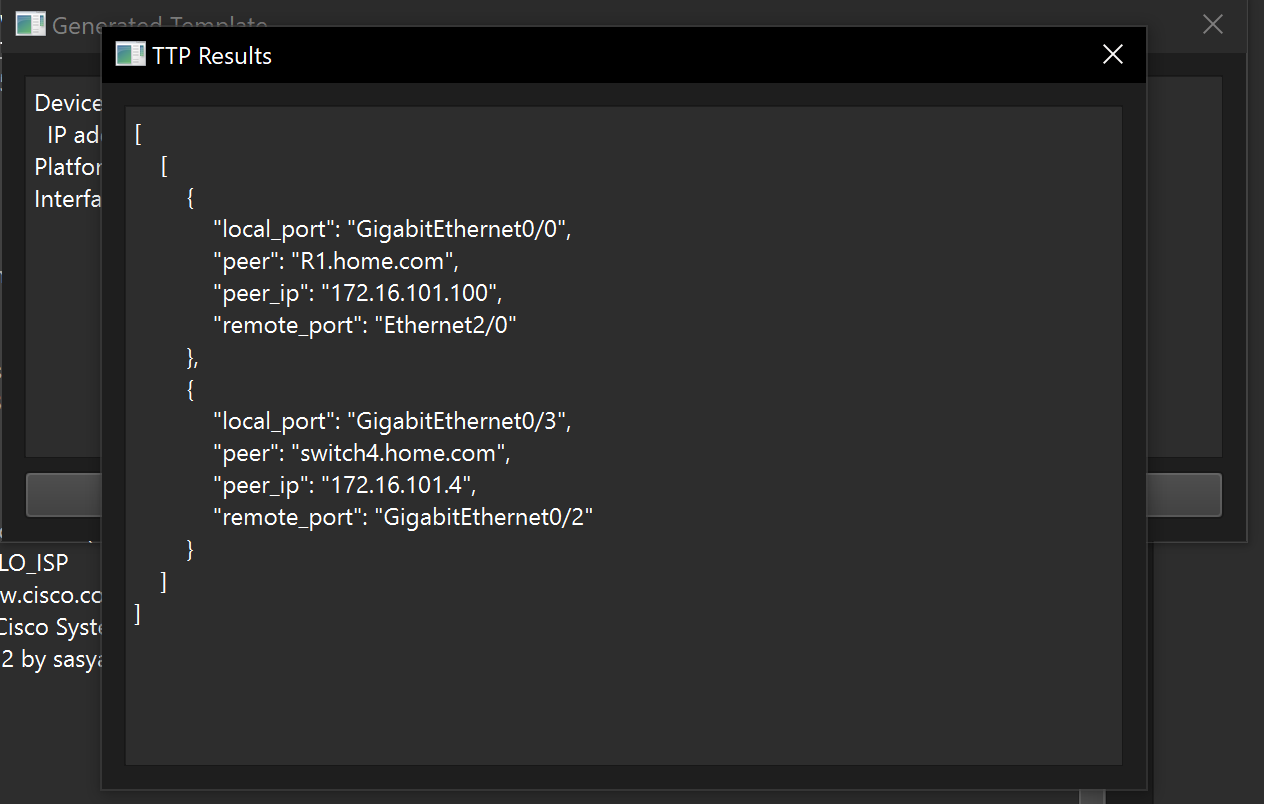 Generated Template
TTP Results
Device
IP
Platfor
Interfa
[
[
{
"local_port": "GigabitEthernet0/0",
"peer": "R1.home.com",
"peer_ip": "172.16.101.100",
"remote_port": "Ethernet2/0"
},
{
"local_port": "GigabitEthernet0/3",
"peer": "switch4.home.com",
"peer_ip": "172.16.101.4",
"remote_port": "GigabitEthernet0/2"
}
]
]
LO_ISP
w.cisco.co
Cisco Syste
2 by sasya